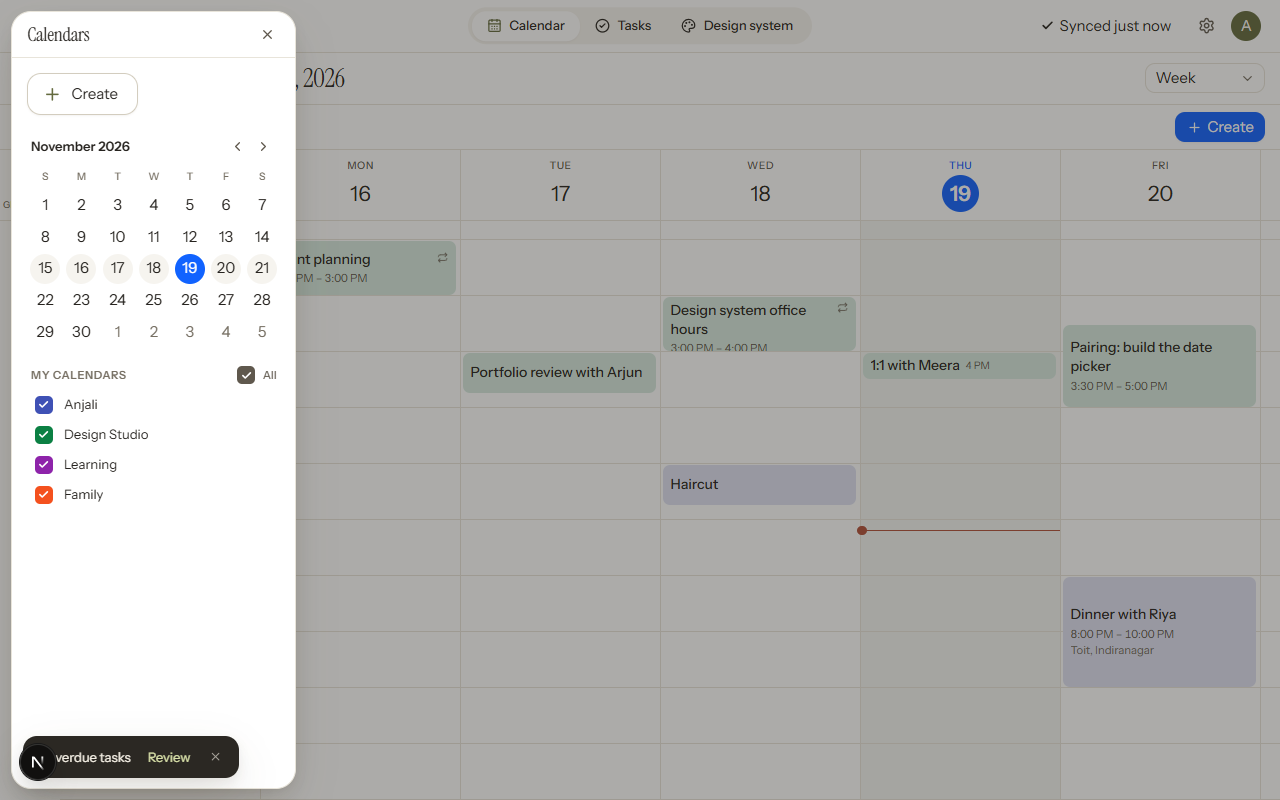 Calendars
Calendar
Tasks
Design system
Synced just now
A
Create
, 2026
Week
Create
November 2026
S M T W T F S
1 2 3 4 5 6 7
8 9 10 11 12 13 14
15 16 17 18 19 20 21
22 23 24 25 26 27 28
29 30 1 2 3 4 5
MY CALENDARS
All
Anjali
Design Studio
Learning
Family
verdue tasks
Review
N
MON
16
TUE
17
WED
18
THU
19
FRI
20
nt planning
PM – 3:00 PM
Portfolio review with Arjun
Design system office
hours
3:00 PM – 4:00 PM
Haircut
1:1 with Meera 4 PM
Pairing: build the date
picker
3:30 PM – 5:00 PM
Dinner with Riya
8:00 PM – 10:00 PM
Toit, Indiranagar